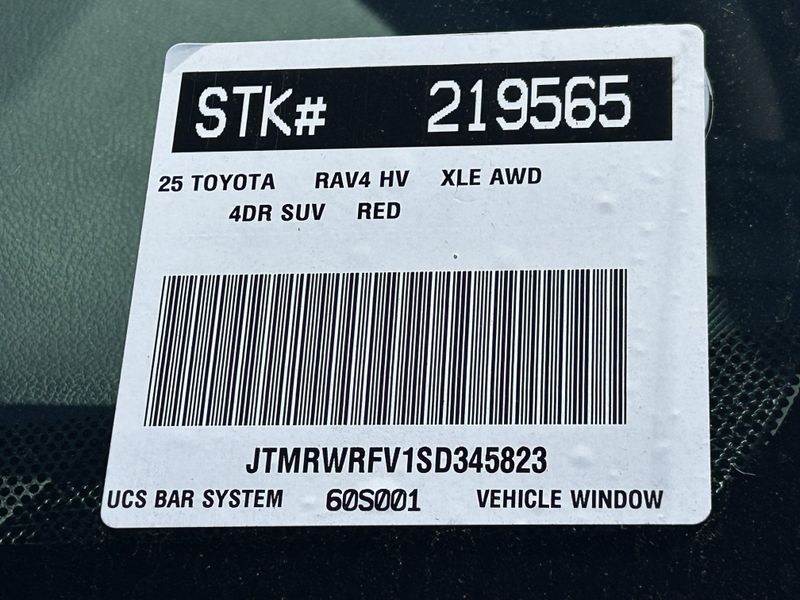 STK# 219565
25 TOYOTA RAV4 HV XLE AWD
4DR SUV RED
JTMRWRFV1SD345823
UCS BAR SYSTEM 60S001 VEHICLE WINDOW